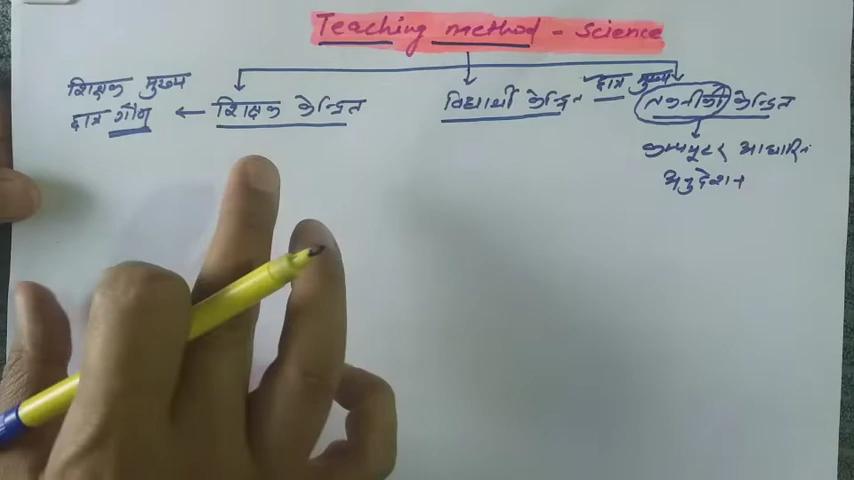 Teaching method - Science
शिक्षक मुख्य
छात्र गौन
← शिक्षक केन्द्रित
विद्यार्थी केन्द्रित
छात्र मुख्य
तकनीकी केन्द्रित
कम्प्यूटर आधारित
अनुदेशन